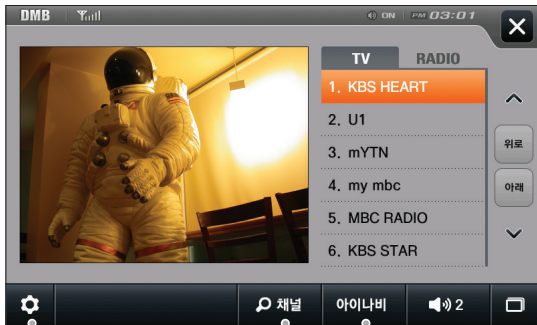 DMB
ON PM 03:01
TV RADIO
1. KBS HEART
2. U1
3. mYTN
4. my mbc
5. MBC RADIO
6. KBS STAR
위로
아래
채널 아이나비 2